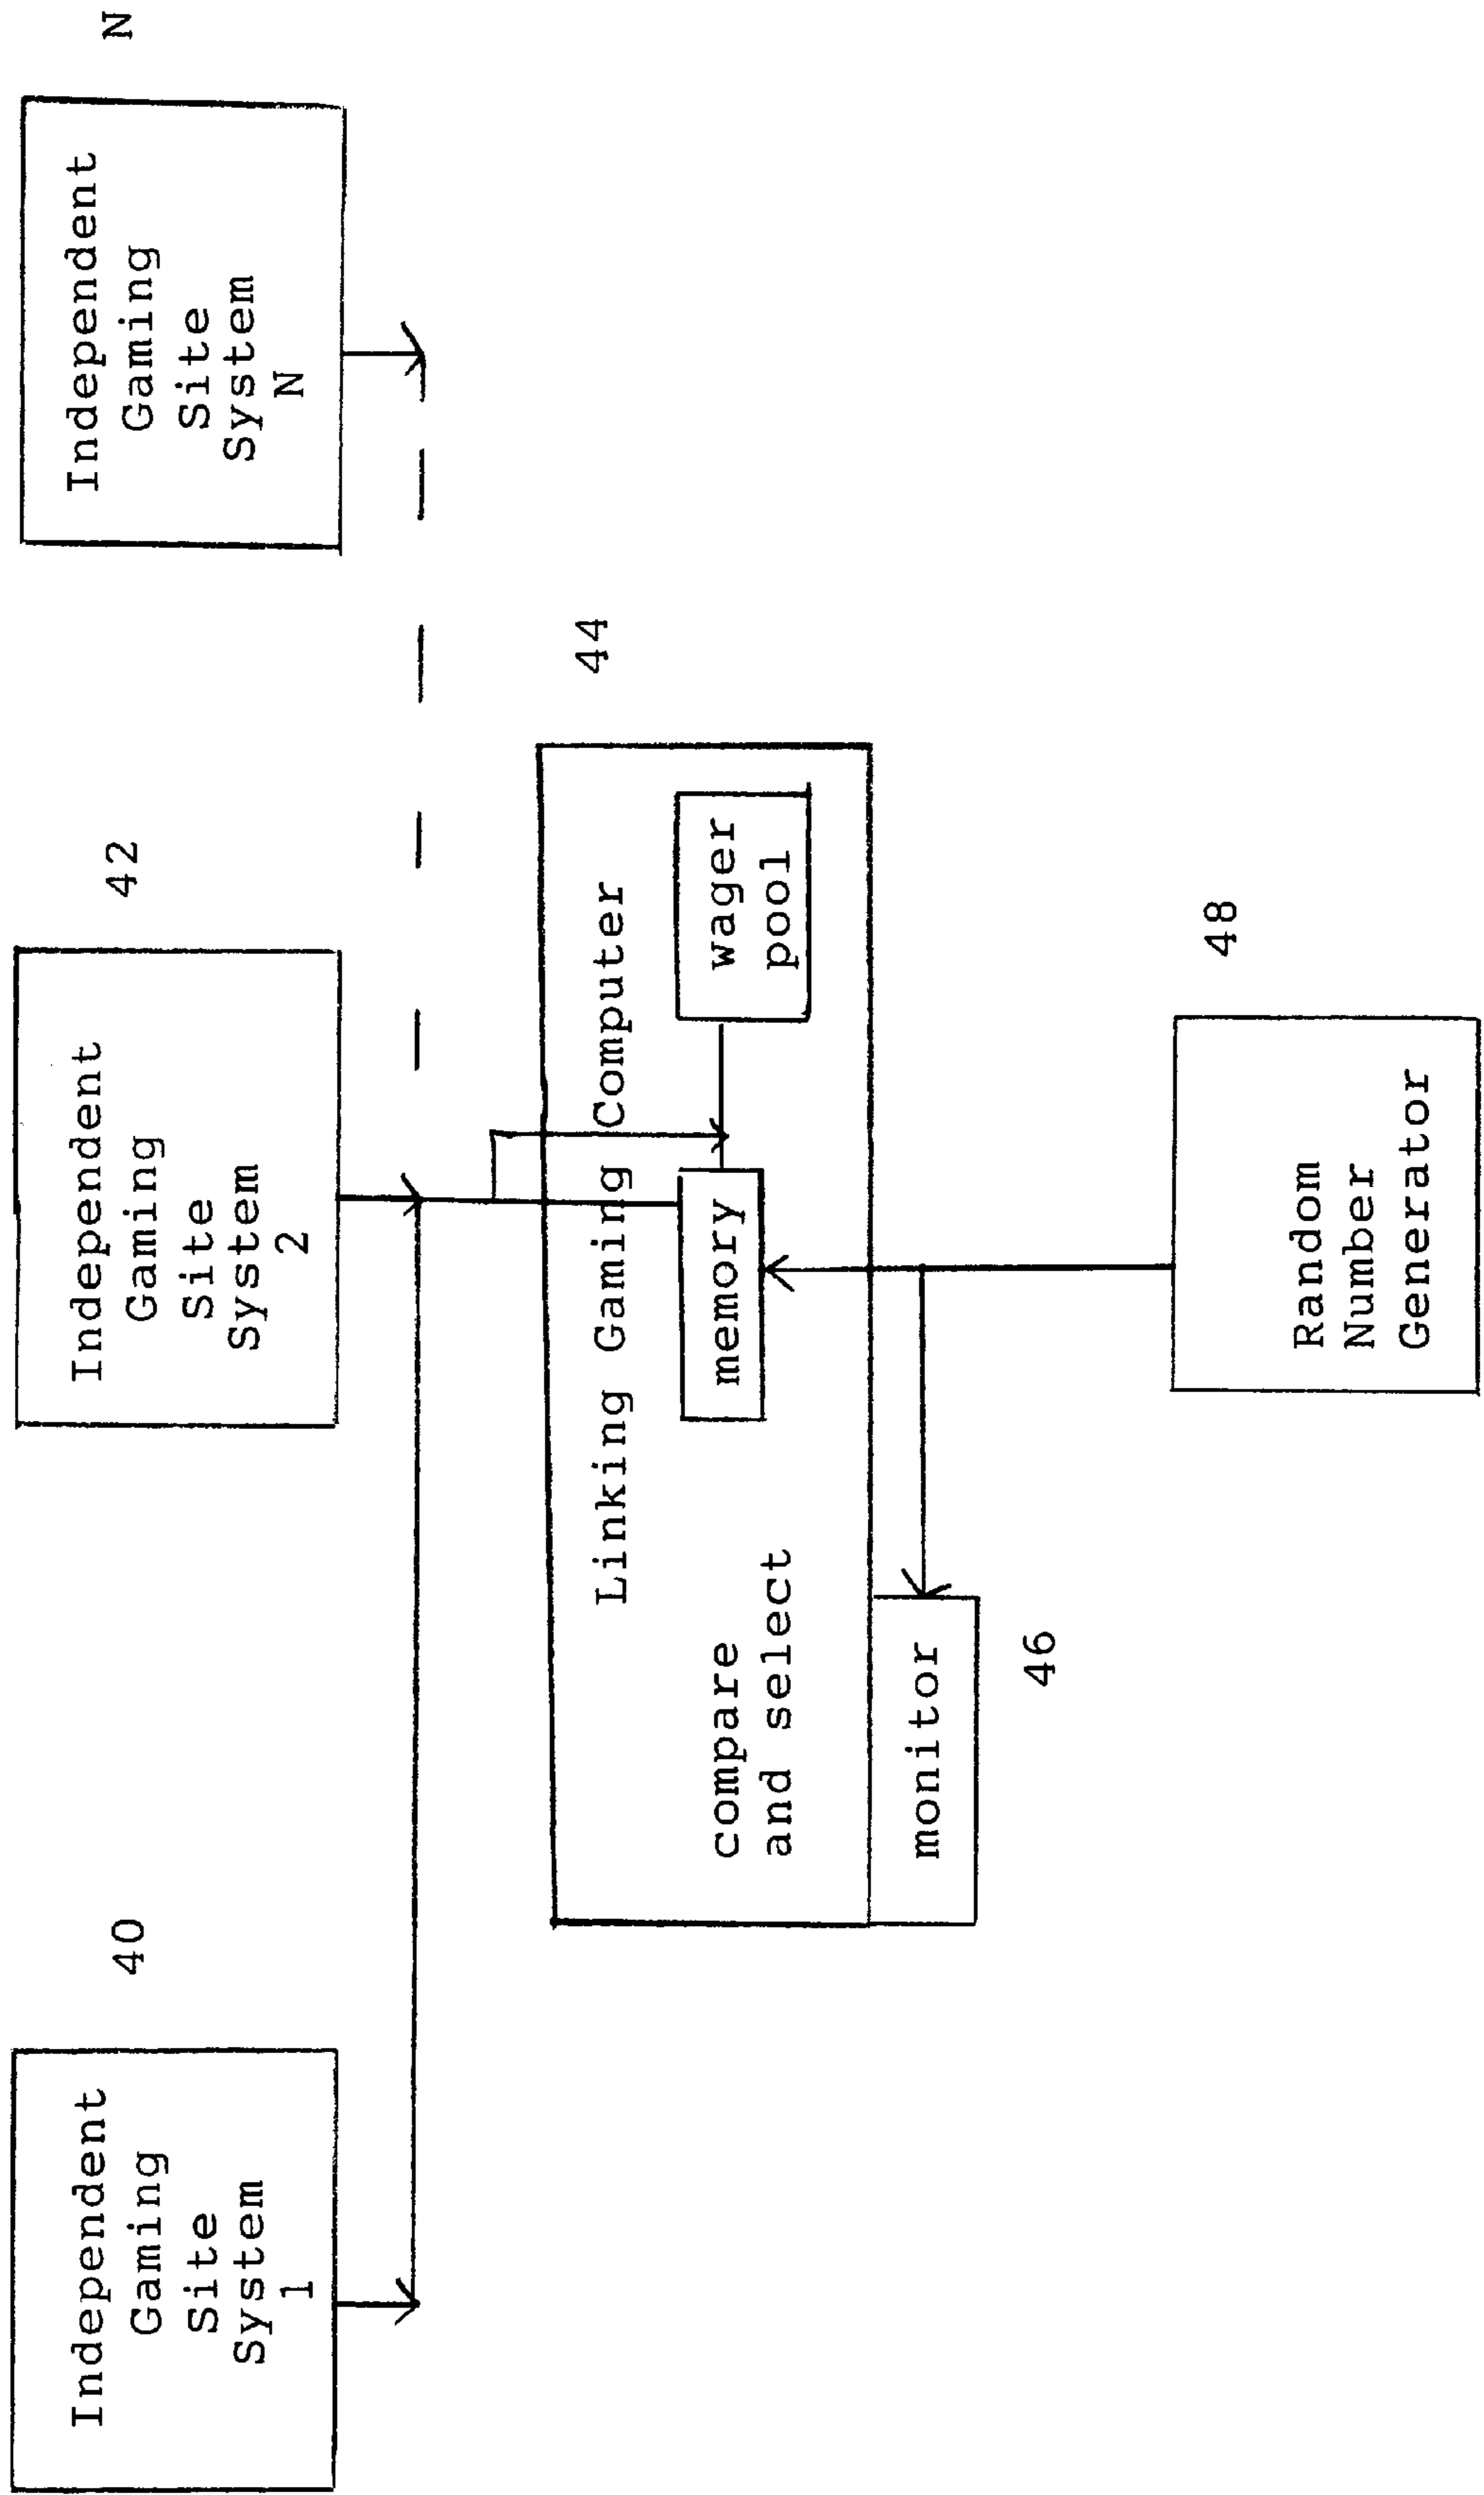 40
Independent
Gaming
Site
System
1
42
Independent
Gaming
Site
System
2
N
Independent
Gaming
Site
System
N
44
Linking Gaming Computer
compare
and select
memory
wager
pool
monitor
46
48
Random
Number
Generator